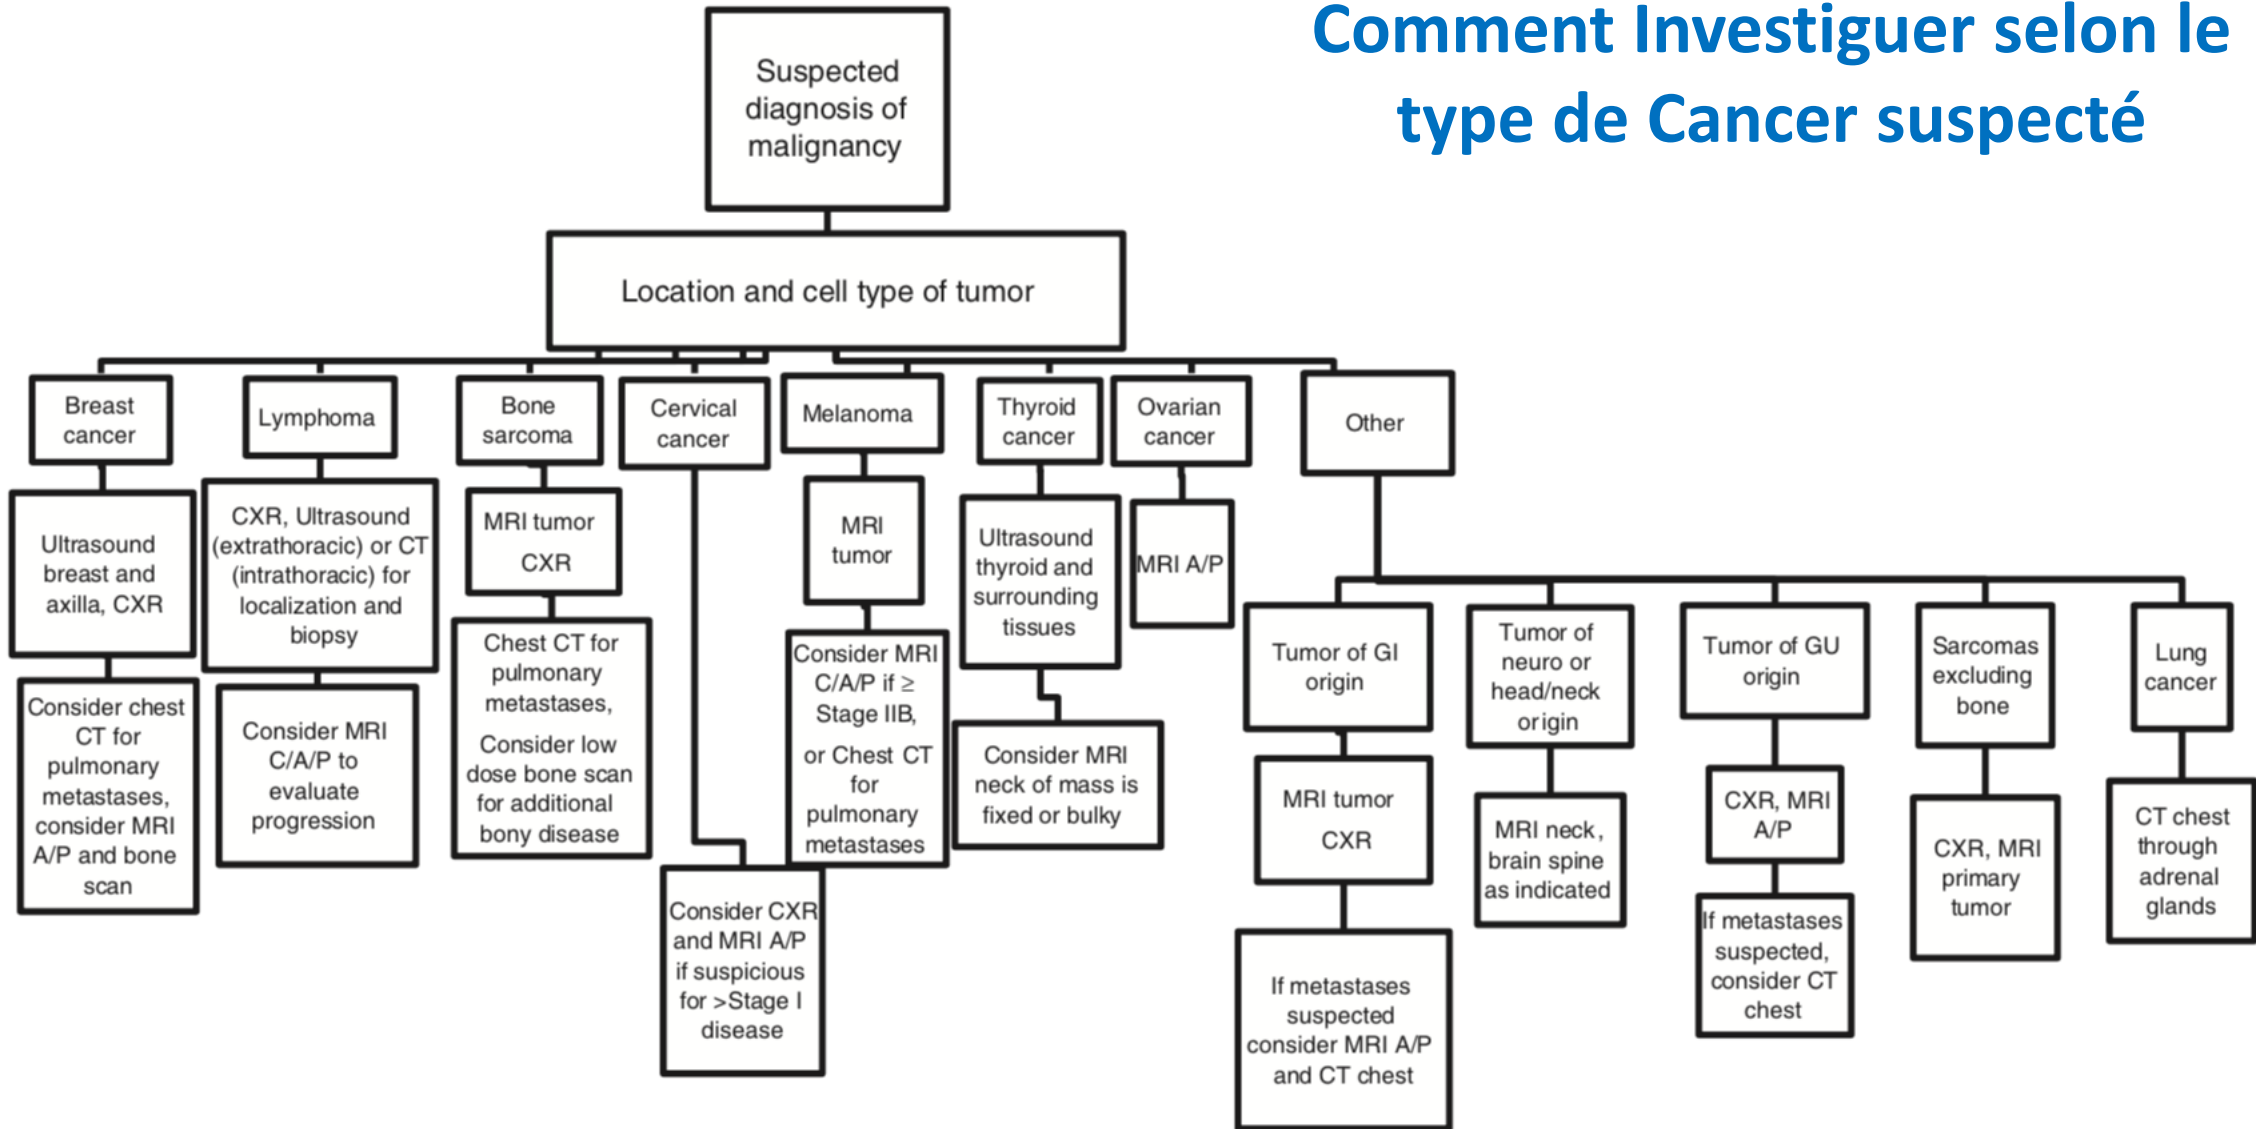 Comment Investiguer selon le
type de Cancer suspecté
Suspected
diagnosis of
malignancy
Location and cell type of tumor
Breast
cancer
Ultrasound
breast and
axilla, CXR
Consider chest
CT for
pulmonary
metastases,
consider MRI
A/P and bone
scan
Lymphoma
CXR, Ultrasound
(extrathoracic) or CT
(intrathoracic) for
localization and
biopsy
Consider MRI
C/A/P to
evaluate
progression
Bone
sarcoma
MRI tumor
CXR
Chest CT for
pulmonary
metastases,
Consider low
dose bone scan
for additional
bony disease
Cervical
cancer
Consider CXR
and MRI A/P
if suspicious
for >Stage I
disease
Melanoma
MRI
tumor
Consider MRI
C/A/P if ≥
Stage IIB,
or Chest CT
for
pulmonary
metastases
Thyroid
cancer
Ultrasound
thyroid and
surrounding
tissues
Consider MRI
neck of mass is
fixed or bulky
Ovarian
cancer
MRI A/P
Other
Tumor of GI
origin
MRI tumor
CXR
If metastases
suspected
consider MRI A/P
and CT chest
Tumor of
neuro or
head/neck
origin
MRI neck,
brain spine
as indicated
Tumor of GU
origin
CXR, MRI
A/P
If metastases
suspected,
consider CT
chest
Sarcomas
excluding
bone
CXR, MRI
primary
tumor
Lung
cancer
CT chest
through
adrenal
glands